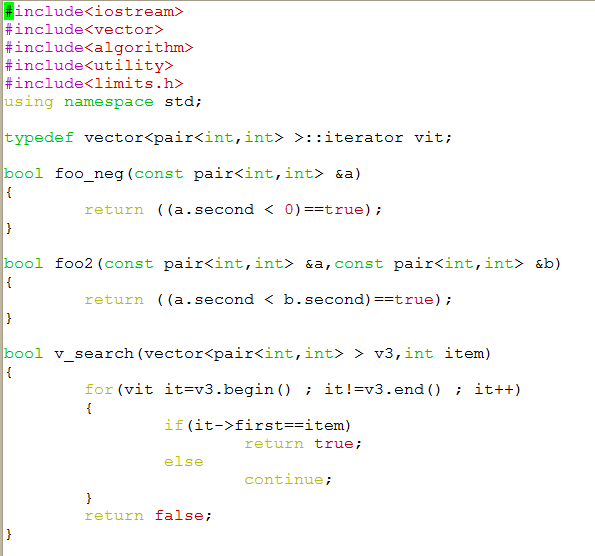 #include<iostream>
#include<vector>
#include<algorithm>
#include<utility>
#include<limits.h>
using namespace std;

typedef vector<pair<int,int> >::iterator vit;

bool foo_neg(const pair<int,int> &a)
{
        return ((a.second < 0)==true);
}

bool foo2(const pair<int,int> &a,const pair<int,int> &b)
{
        return ((a.second < b.second)==true);
}

bool v_search(vector<pair<int,int> > v3,int item)
{
        for(vit it=v3.begin() ; it!=v3.end() ; it++)
        {
                if(it->first==item)
                        return true;
                else
                        continue;
        }
        return false;
}